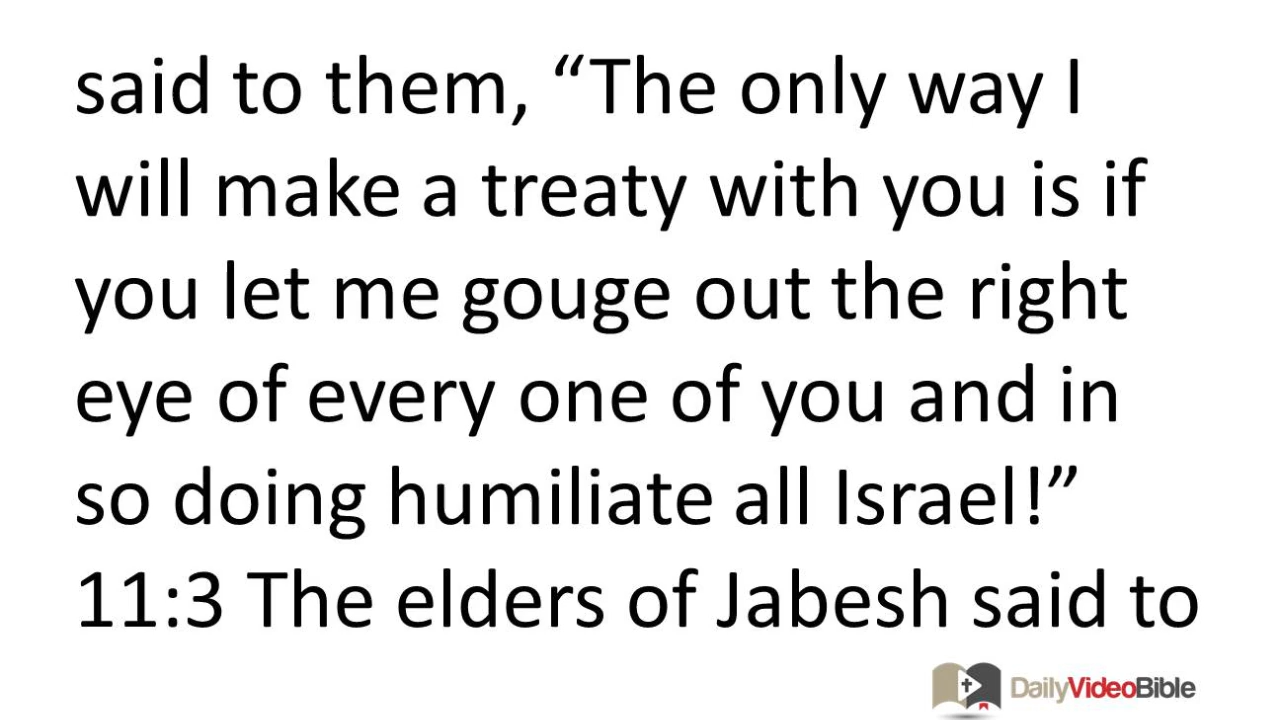 said to them, “The only way I
will make a treaty with you is if
you let me gouge out the right
eye of every one of you and in
so doing humiliate all Israel!”
11:3 The elders of Jabesh said to
DailyVideoBible